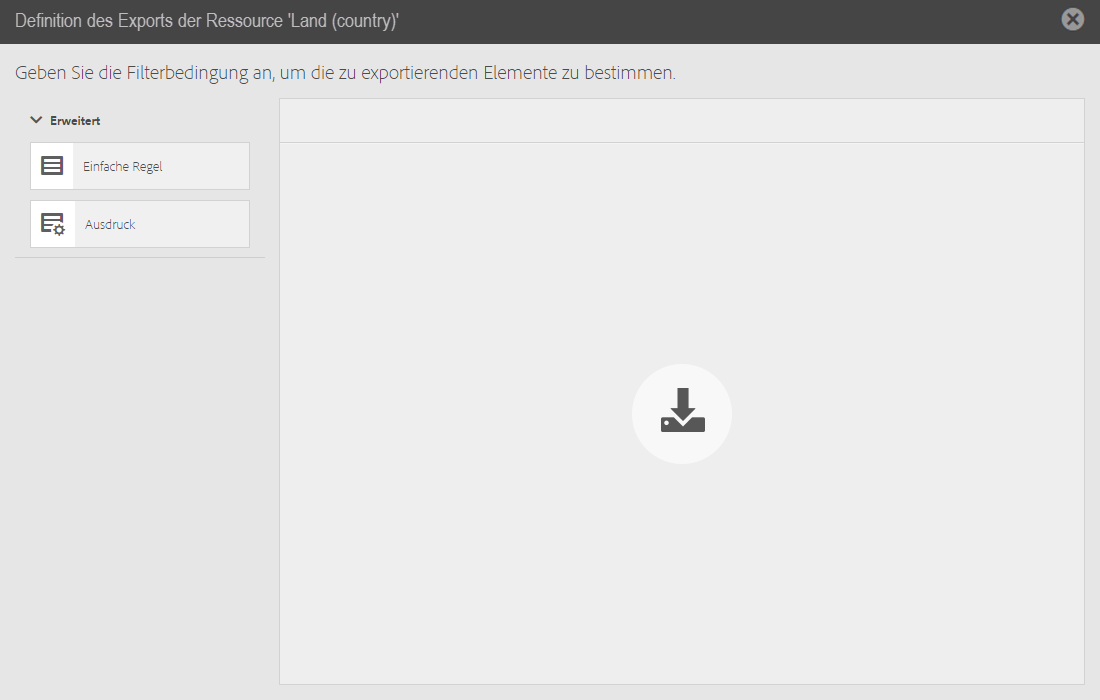 Definition des Exports der Ressource 'Land (country)'
Geben Sie die Filterbedingung an, um die zu exportierenden Elemente zu bestimmen.
Erweitert
Einfache Regel
Ausdruck